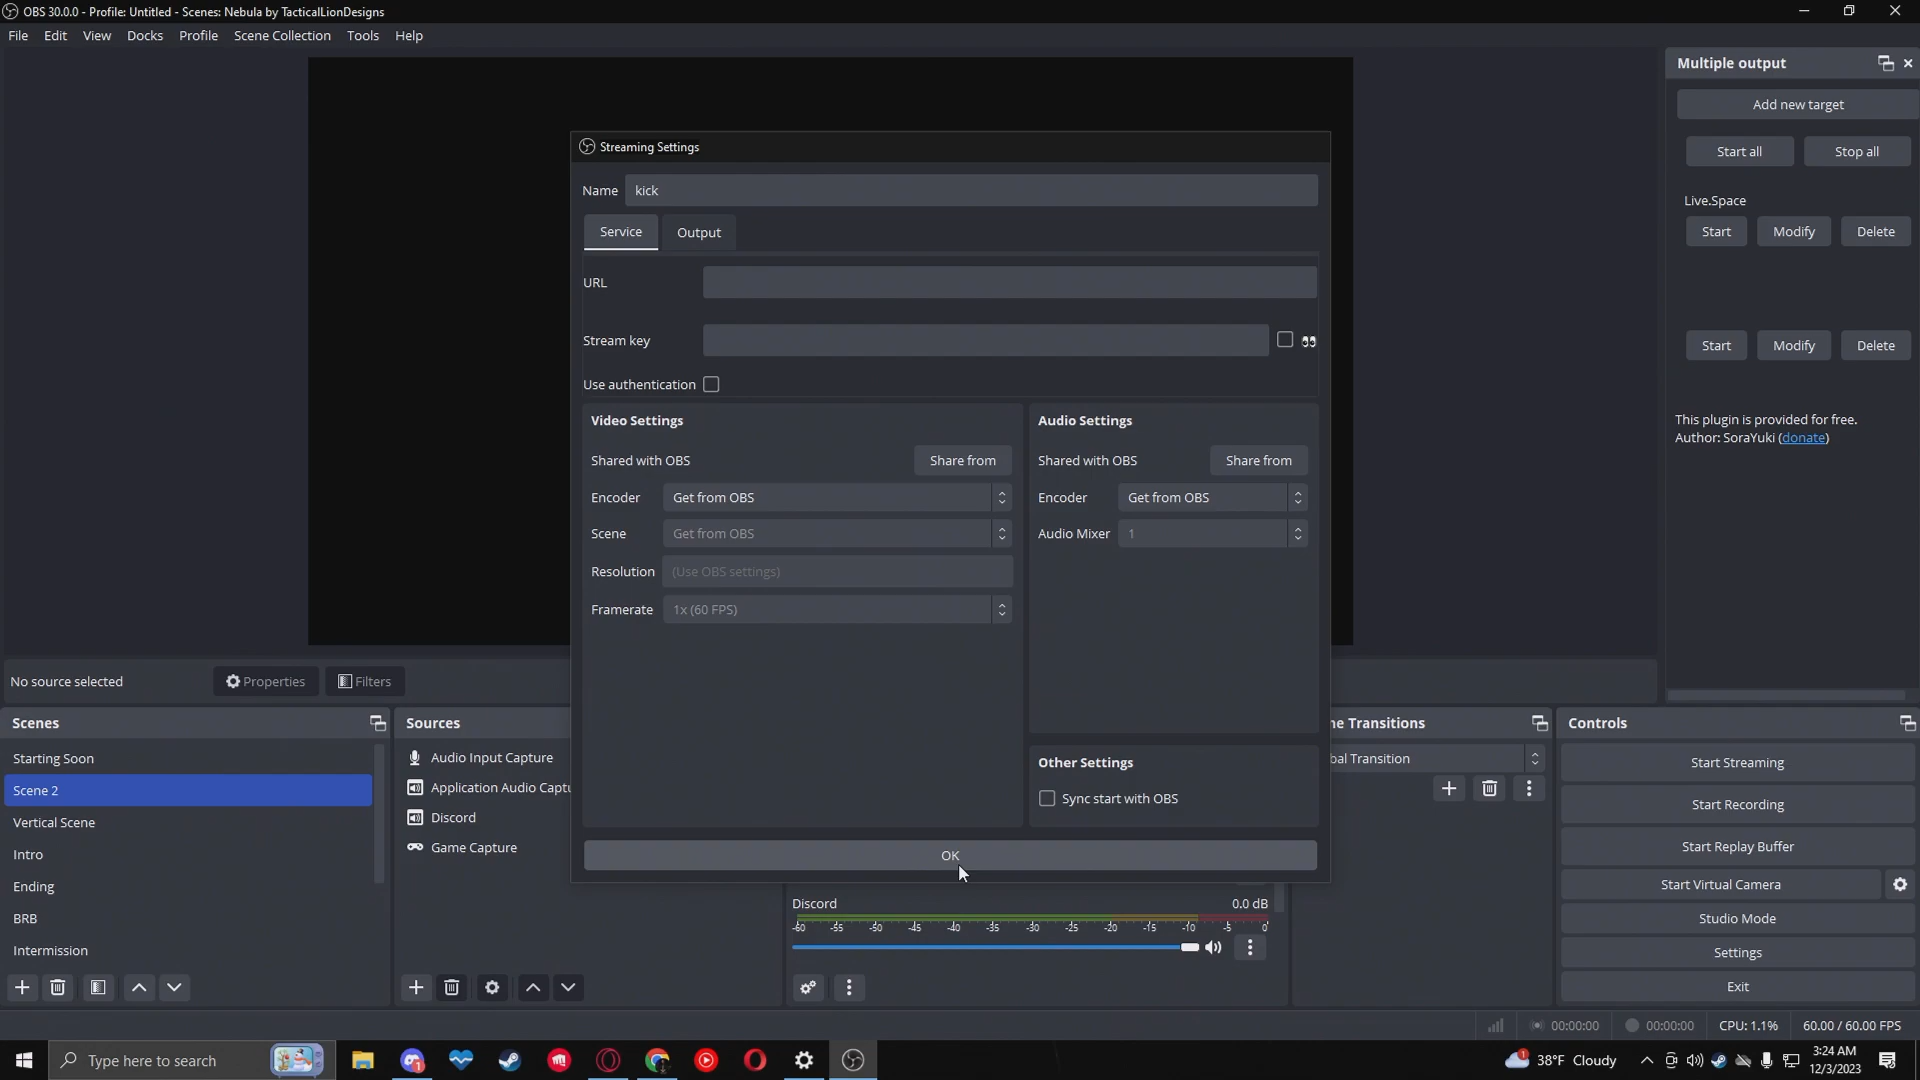 OBS 30.0.0 - Profile: Untitled - Scenes: Nebula by TacticalLionDesigns
File Edit View Docks Profile Scene Collection Tools Help
Multiple output
Add new target
Start all Stop all
Live.Space
Start Modify Delete
Start Modify Delete
This plugin is provided for free.
Author: SoraYuki (donate)
Streaming Settings
Name kick
Service Output
URL
Stream key
Use authentication
Video Settings
Shared with OBS Share from
Encoder Get from OBS
Scene Get from OBS
Resolution (Use OBS settings)
Framerate 1x (60 FPS)
Audio Settings
Shared with OBS Share from
Encoder Get from OBS
Audio Mixer 1
Other Settings
Sync start with OBS
OK
No source selected Properties Filters
Scenes
Starting Soon
Scene 2
Vertical Scene
Intro
Ending
BRB
Intermission
Sources
Audio Input Capture
Application Audio Captu
Discord
Game Capture
Discord 0.0 dB
-60 -55 -50 -45 -40 -35 -30 -25 -20 -15 -10 -5 0
ne Transitions
bal Transition
Controls
Start Streaming
Start Recording
Start Replay Buffer
Start Virtual Camera
Studio Mode
Settings
Exit
00:00:00 00:00:00 CPU: 1.1% 60.00 / 60.00 FPS
Type here to search
1
1
38°F Cloudy
3:24 AM
12/3/2023